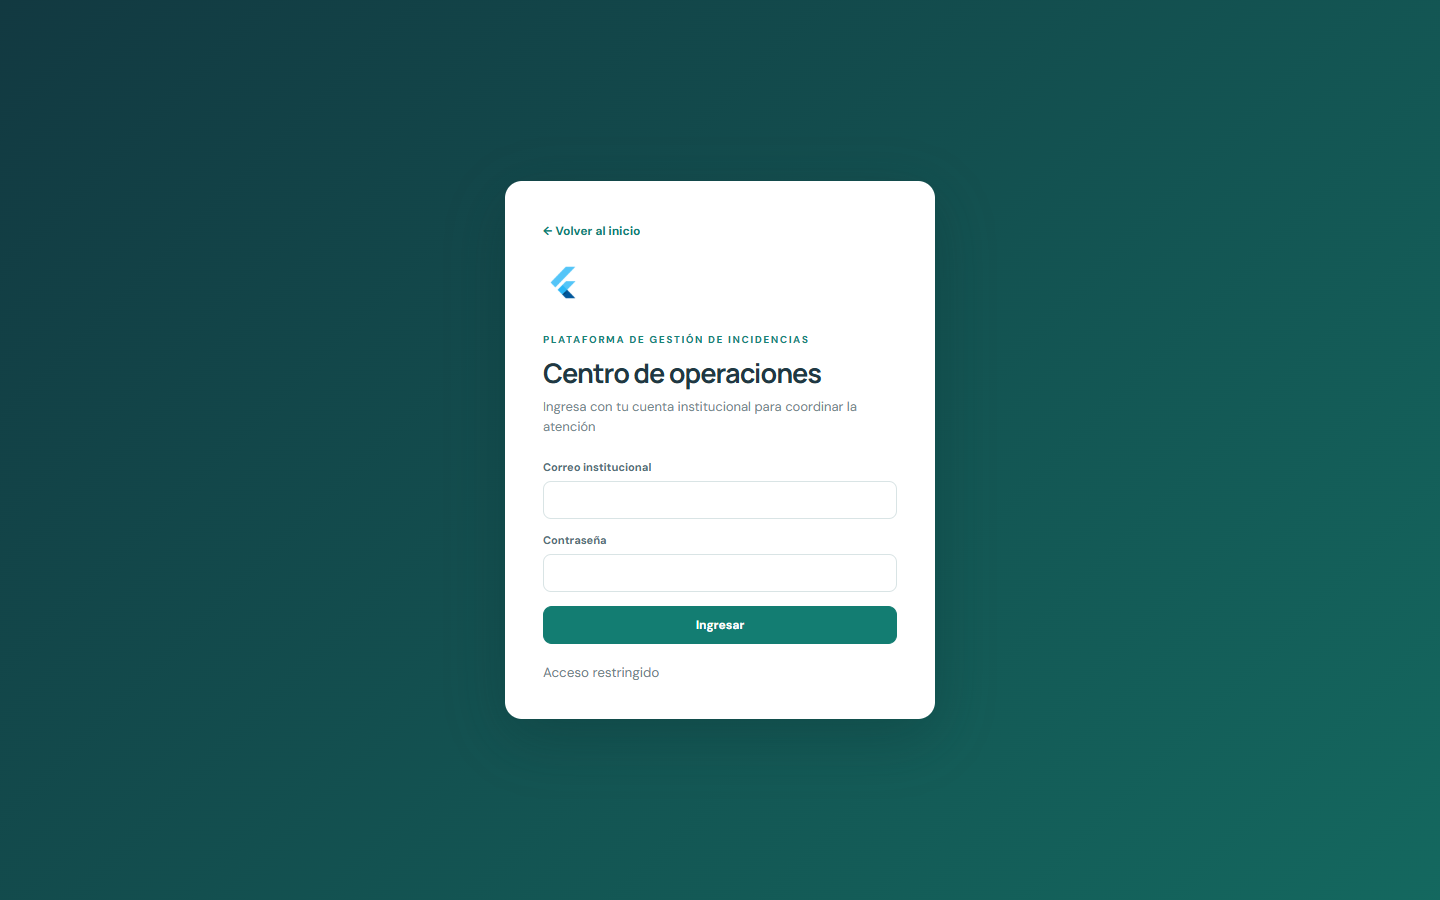 ← Volver al inicio
PLATAFORMA DE GESTIÓN DE INCIDENCIAS
Centro de operaciones
Ingresa con tu cuenta institucional para coordinar la
atención
Correo institucional
Contraseña
Ingresar
Acceso restringido